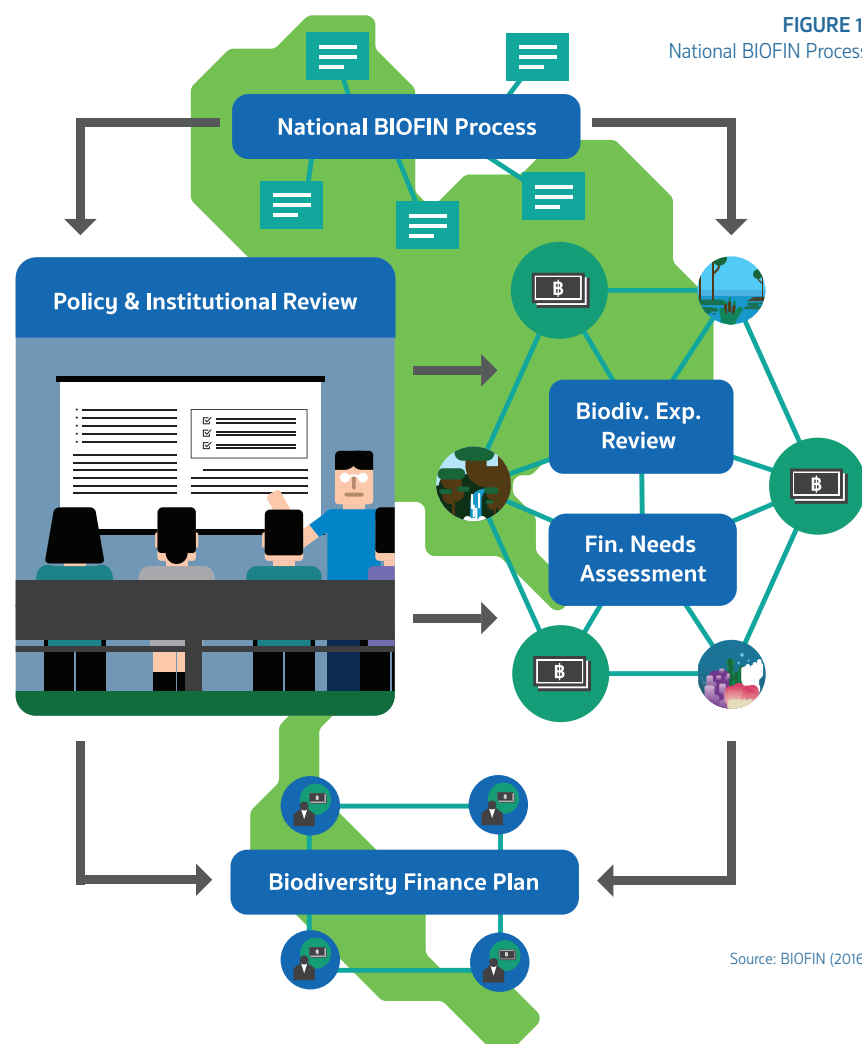 FIGURE 1
National BIOFIN Process
National BIOFIN Process
Policy & Institutional Review
฿
Biodiv. Exp.
Review
฿
Fin. Needs
Assessment
฿
฿
฿
Biodiversity Finance Plan
฿
฿
Source: BIOFIN (2016